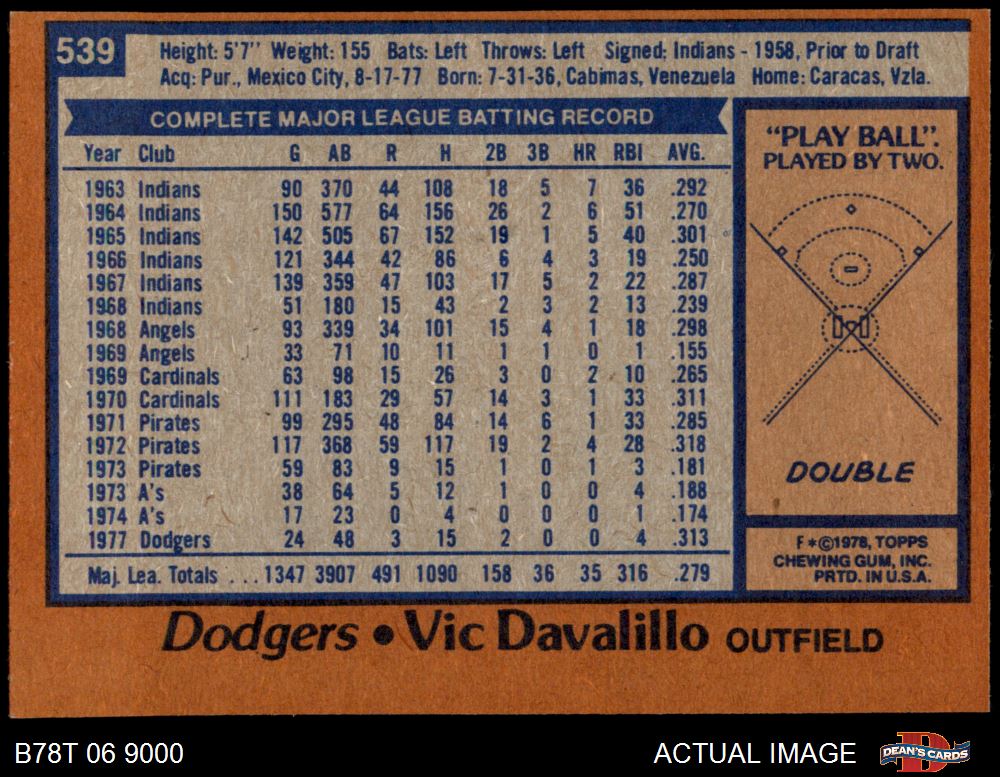 539
Height: 5'7" Weight: 155 Bats: Left Throws: Left Signed: Indians - 1958, Prior to Draft
Acq: Pur., Mexico City, 8-17-77 Born: 7-31-36, Cabimas, Venezuela Home: Caracas, Vzla.
COMPLETE MAJOR LEAGUE BATTING RECORD
Year Club G AB R H 2B 3B HR RBI AVG.
1963 Indians 90 370 44 108 18 5 7 36 .292
1964 Indians 150 577 64 156 26 2 6 51 .270
1965 Indians 142 505 67 152 19 1 5 40 .301
1966 Indians 121 344 42 86 6 4 3 19 .250
1967 Indians 139 359 47 103 17 5 2 22 .287
1968 Indians 51 180 15 43 2 3 2 13 .239
1968 Angels 93 339 34 101 15 4 1 18 .298
1969 Angels 33 71 10 11 1 1 0 1 .155
1969 Cardinals 63 98 15 26 3 0 2 10 .265
1970 Cardinals 111 183 29 57 14 3 1 33 .311
1971 Pirates 99 295 48 84 14 6 1 33 .285
1972 Pirates 117 368 59 117 19 2 4 28 .318
1973 Pirates 59 83 9 15 1 0 1 3 .181
1973 A's 38 64 5 12 1 0 0 4 .188
1974 A's 17 23 0 4 0 0 0 1 .174
1977 Dodgers 24 48 3 15 2 0 0 4 .313
Maj. Lea. Totals ... 1347 3907 491 1090 158 36 35 316 .279
"PLAY BALL".
PLAYED BY TWO.
DOUBLE
F*©1978, TOPPS
CHEWING GUM, INC.
PRTD. IN U.S.A.
Dodgers • Vic Davalillo OUTFIELD
B78T 06 9000
ACTUAL IMAGE
DEAN'S CARDS